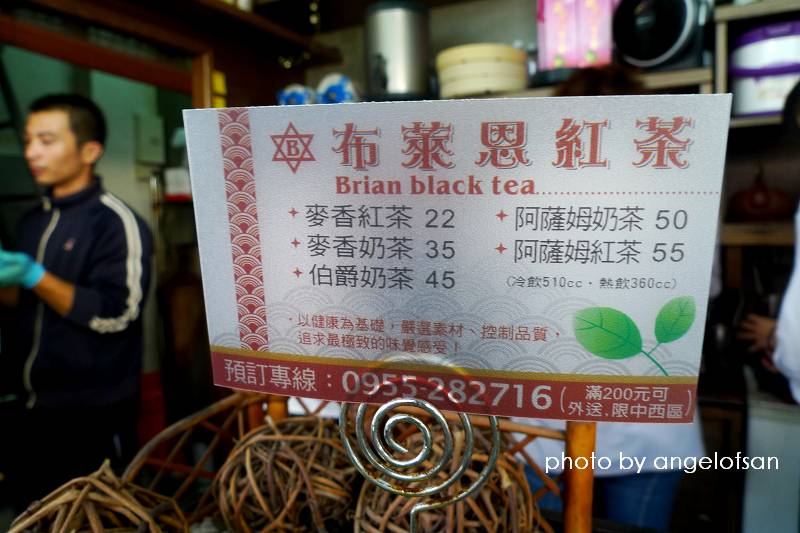 B 布萊恩紅茶
Brian black tea
麥香紅茶 22
麥香奶茶 35
伯爵奶茶 45
阿薩姆奶茶 50
阿薩姆紅茶 55
(冷飲510cc・熱飲360cc)
・以健康為基礎，嚴選素材、控制品質，
追求最極致的味覺感受！
預訂專線：0955-282716
(滿200元可
外送,限中西區)
photo by angelofsan